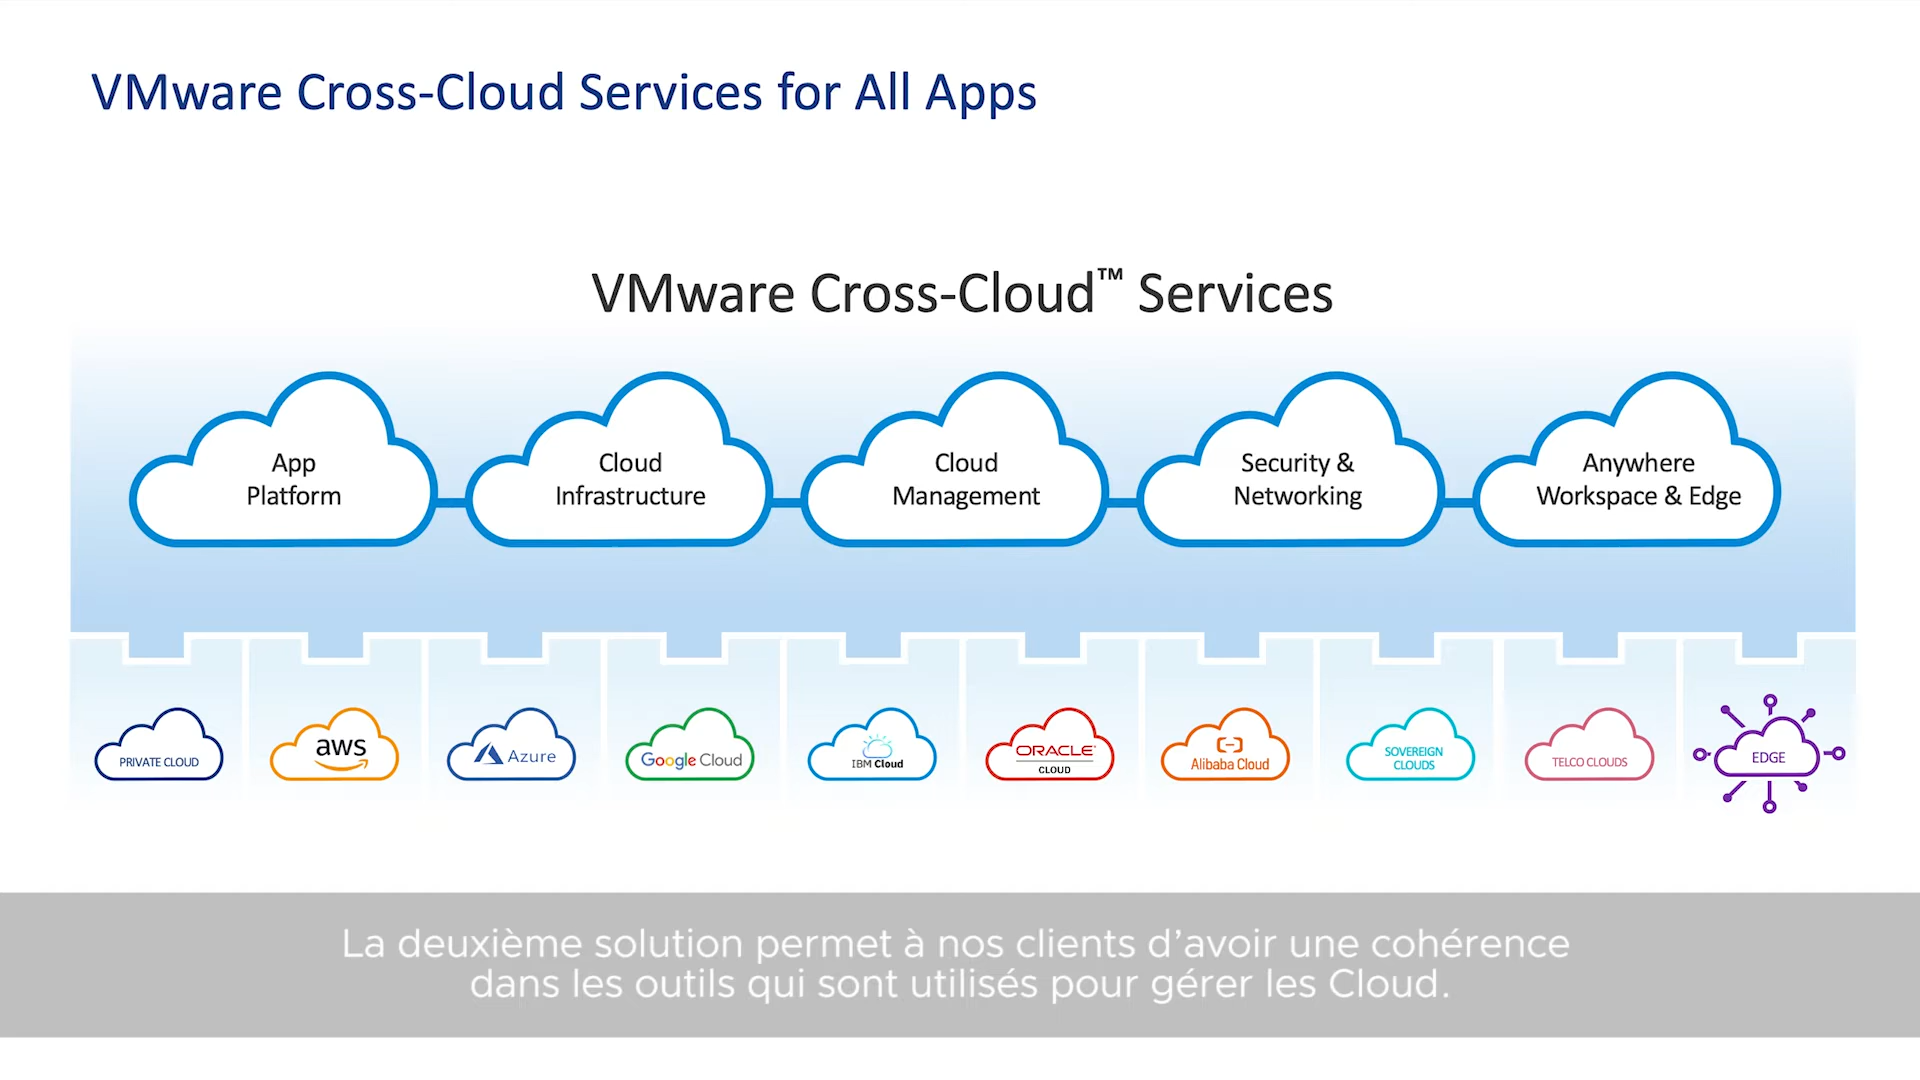 VMware Cross-Cloud Services for All Apps
VMware Cross-Cloud™ Services
App
Platform
Cloud
Infrastructure
Cloud
Management
Security &
Networking
Anywhere
Workspace & Edge
PRIVATE CLOUD
aws
Azure
Google Cloud
IBM Cloud
ORACLE
CLOUD
Alibaba Cloud
SOVEREIGN
CLOUDS
TELCO CLOUDS
EDGE
La deuxième solution permet à nos clients d’avoir une cohérence
dans les outils qui sont utilisés pour gérer les Cloud.